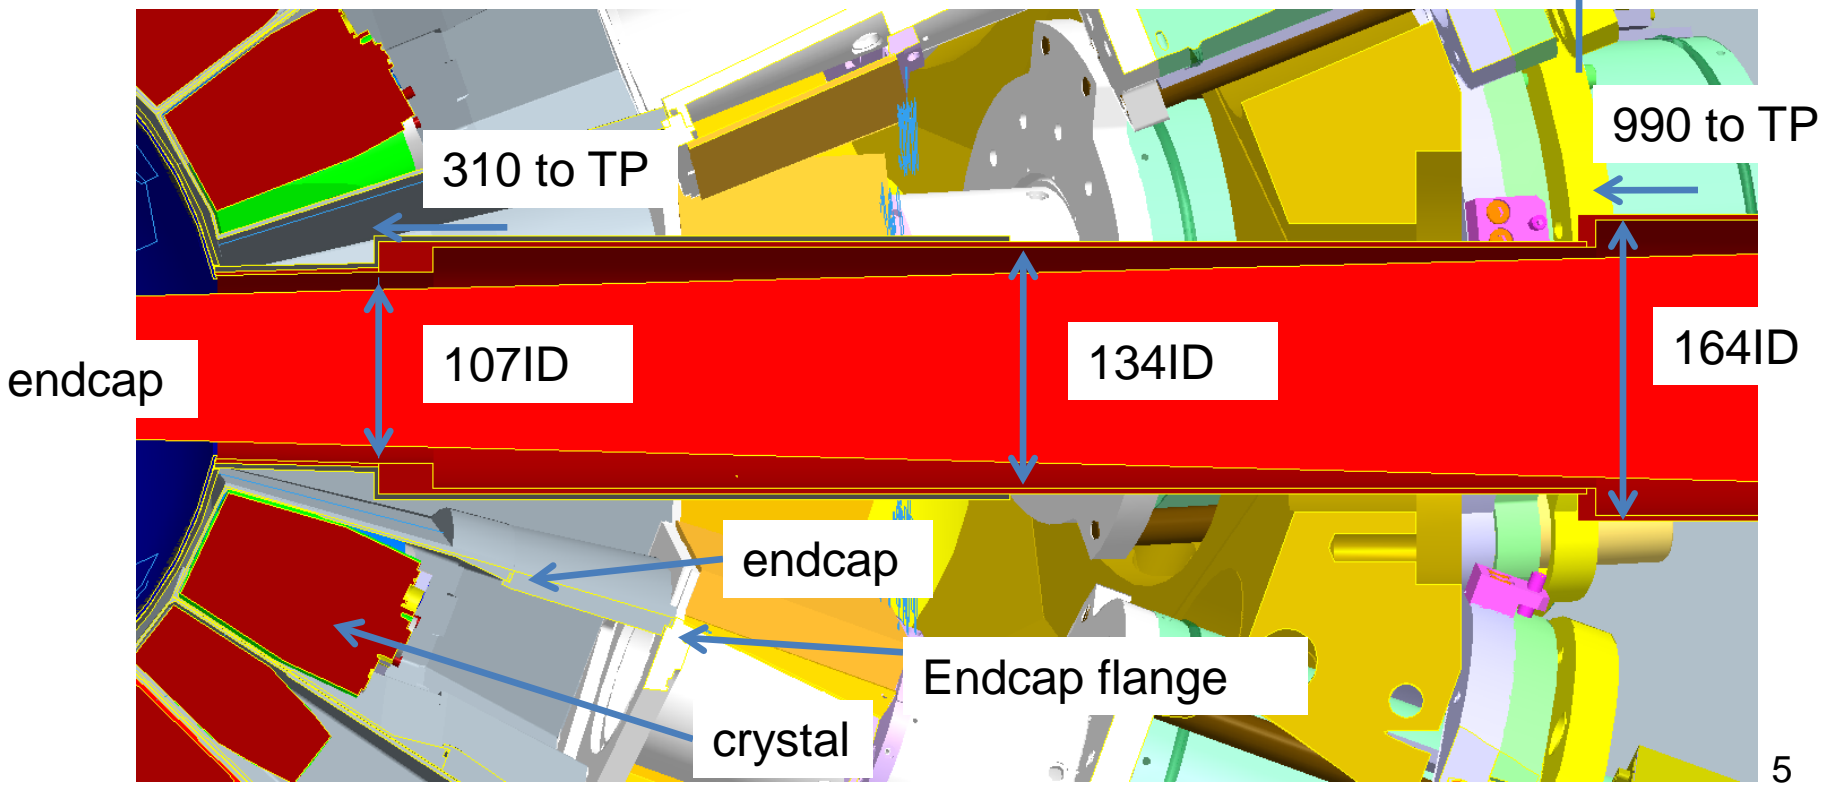 990 to TP
310 to TP
107ID
134ID
164ID
endcap
endcap
Endcap flange
crystal
5